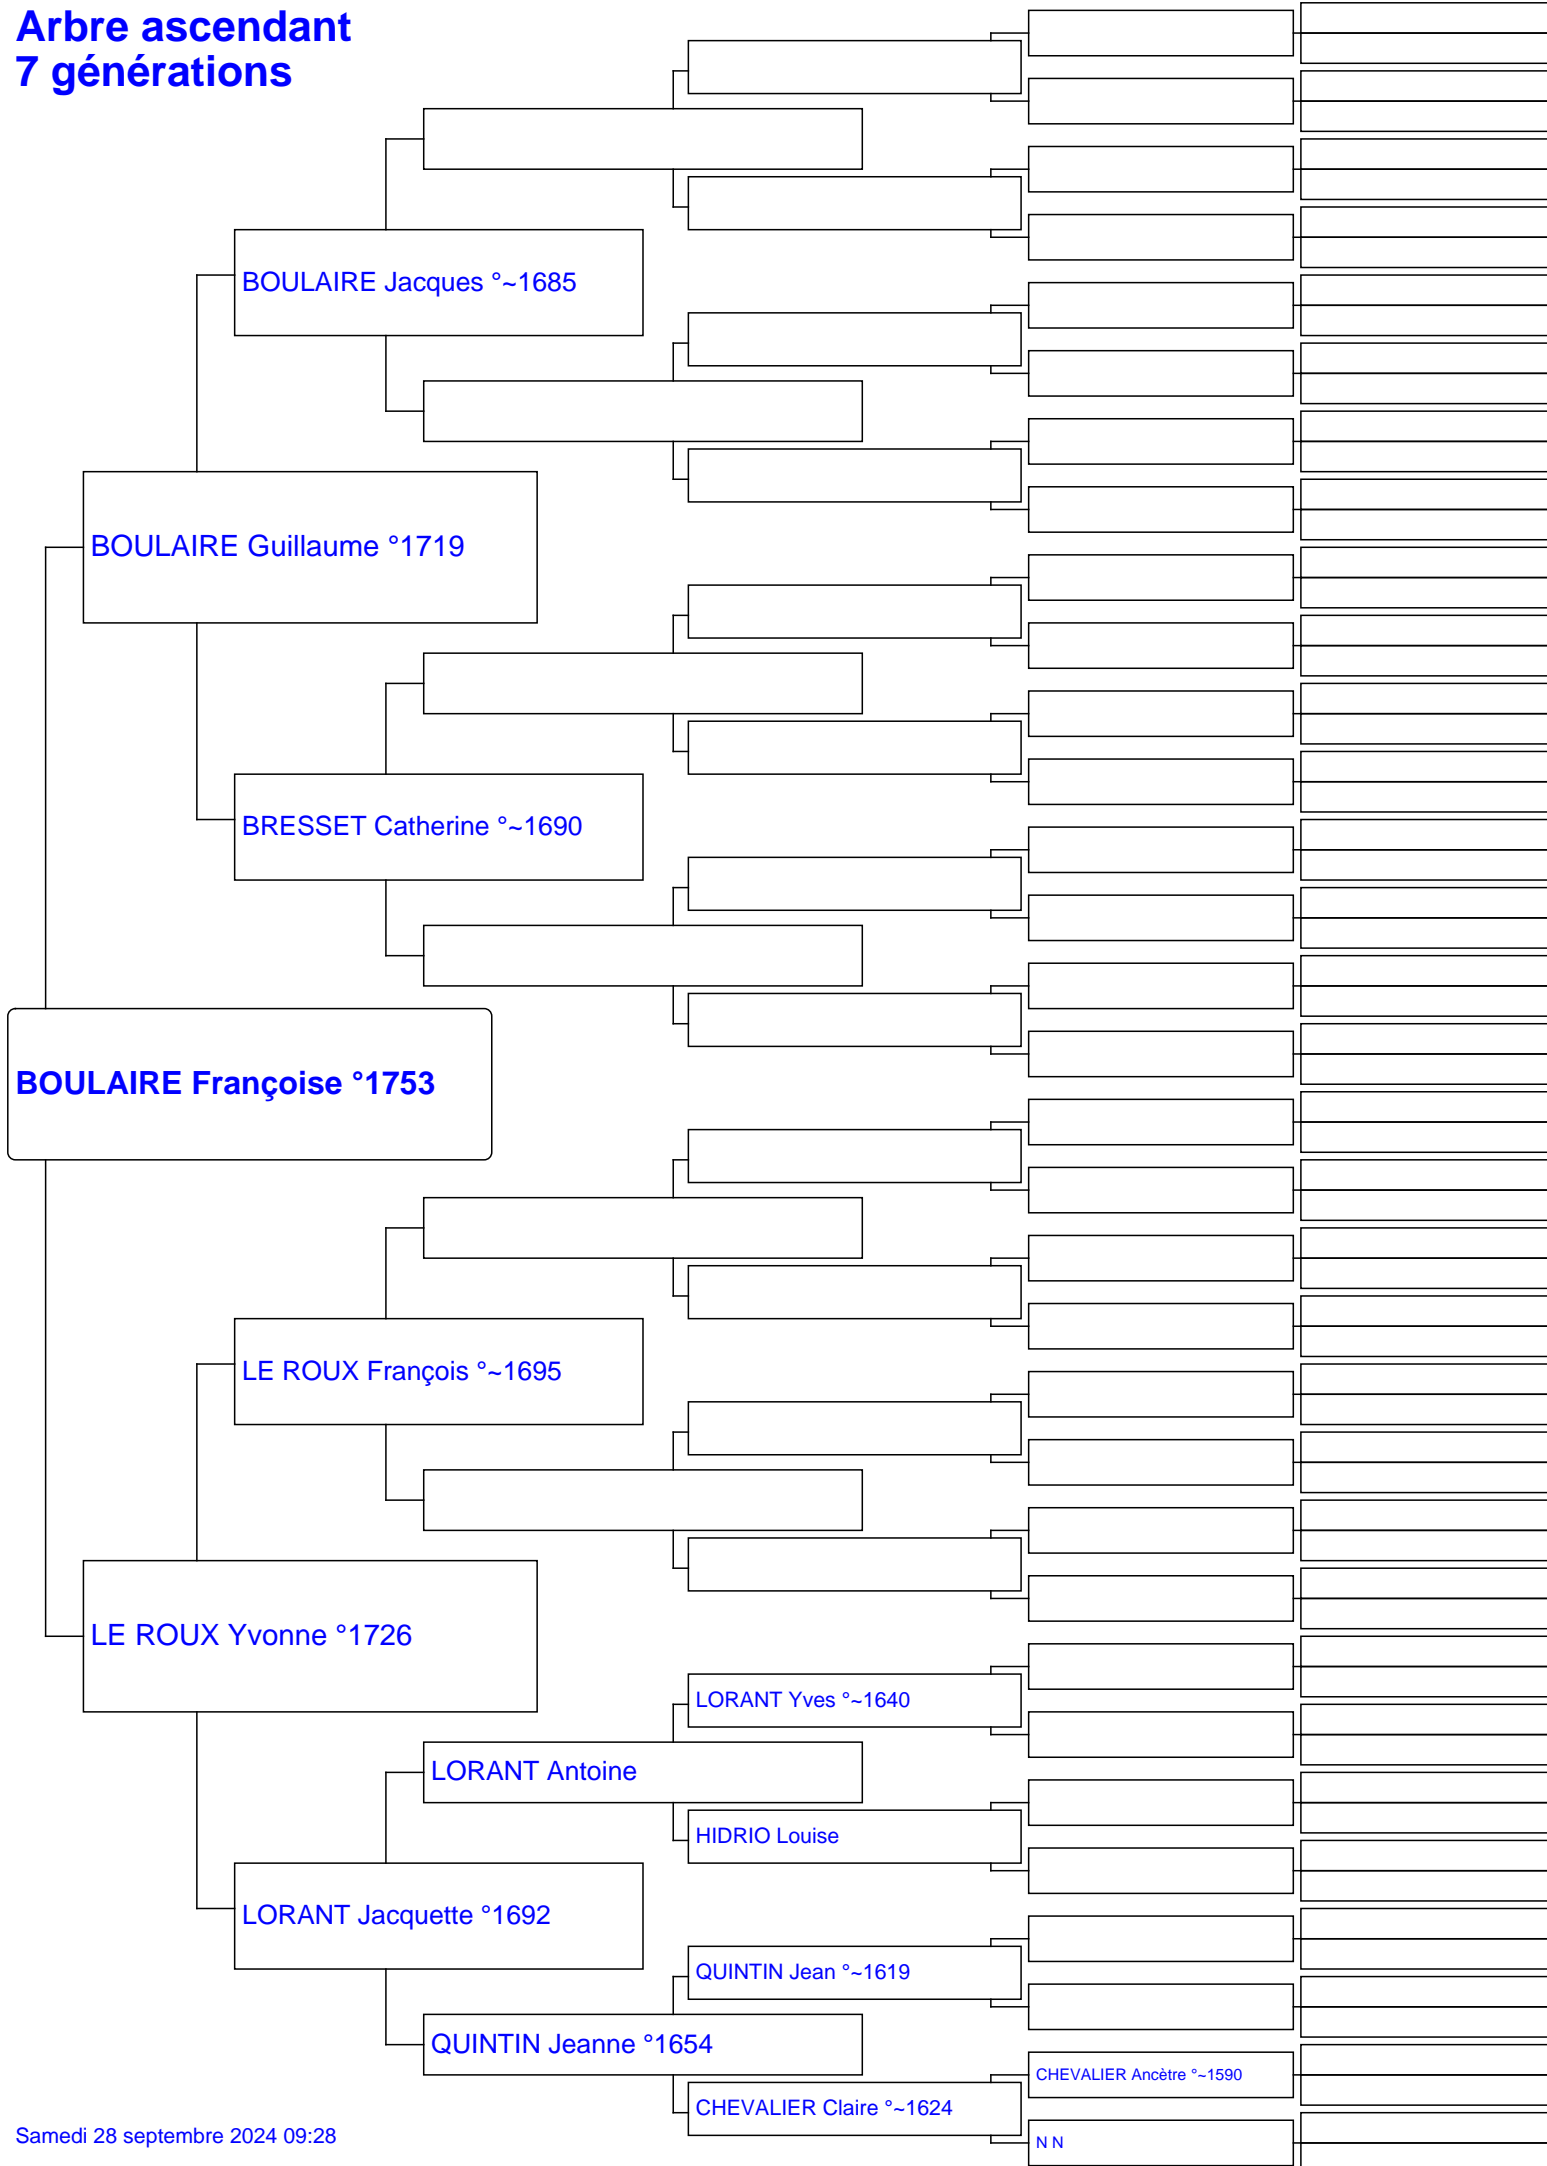 Arbre ascendant
7 générations
BOULAIRE Jacques °~1685
BOULAIRE Guillaume °1719
BRESSET Catherine °~1690
BOULAIRE Françoise °1753
LE ROUX François °~1695
LE ROUX Yvonne °1726
LORANT Yves °~1640
LORANT Antoine
HIDRIO Louise
LORANT Jacquette °1692
QUINTIN Jean °~1619
QUINTIN Jeanne °1654
CHEVALIER Ancètre °~1590
CHEVALIER Claire °~1624
N N
Samedi 28 septembre 2024 09:28